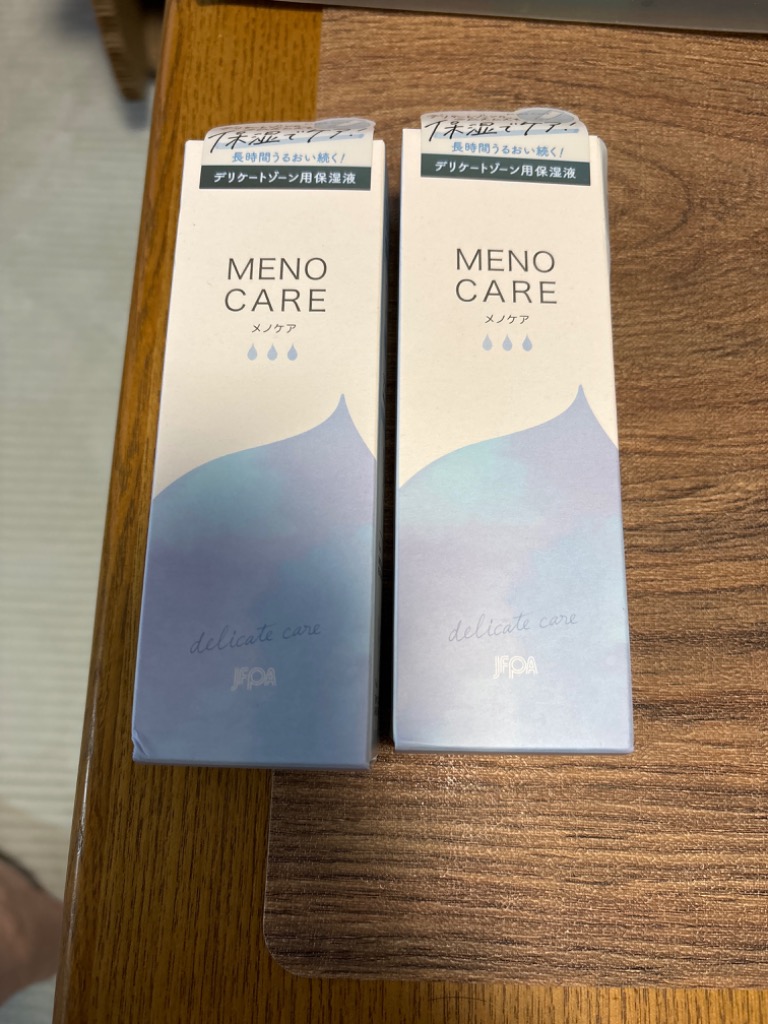 保湿でケア!
長時間うるおい続く!
デリケートゾーン用保湿液
MENO
CARE
メノケア
delicate care
JFPA
保湿でケア!
長時間うるおい続く!
デリケートゾーン用保湿液
MENO
CARE
メノケア
delicate care
JFPA